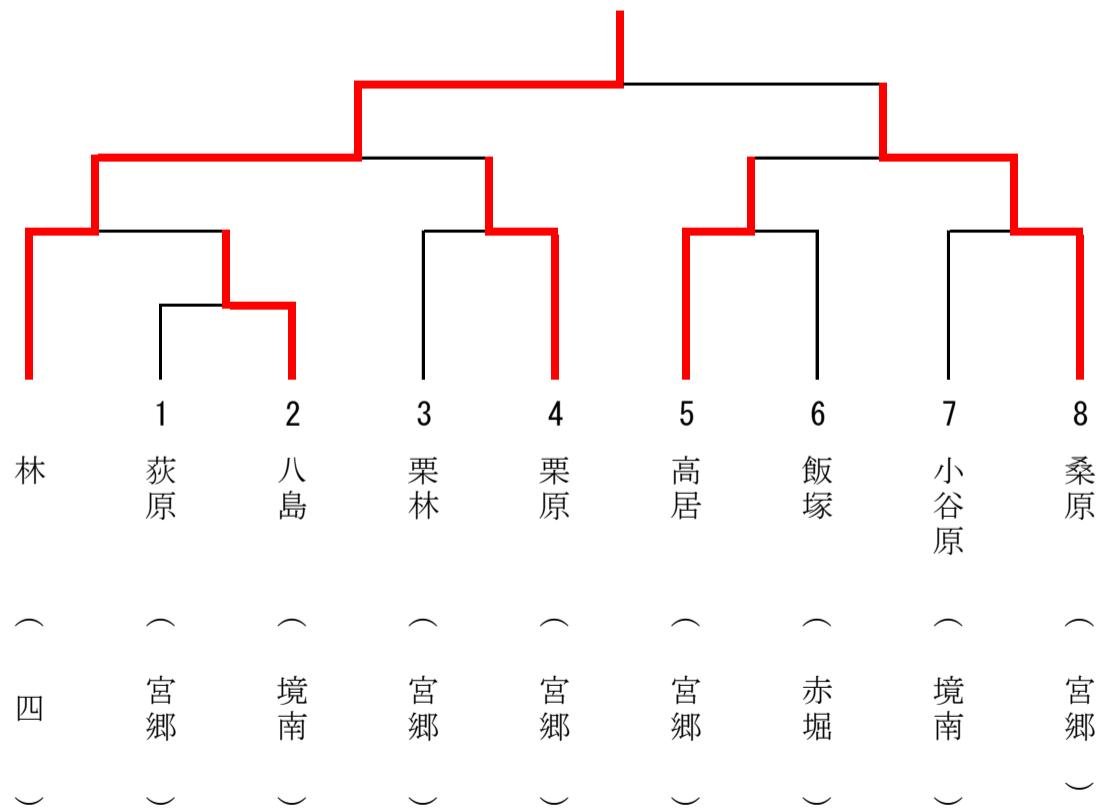 1 2 3 4 5 6 7 8
林
荻原
八島
栗林
栗原
高居
飯塚
小谷原
桑原
（四）
（宮郷）
（境南）
（宮郷）
（宮郷）
（宮郷）
（赤堀）
（境南）
（宮郷）